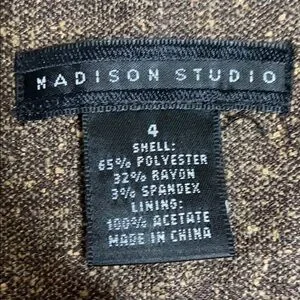 MADISON STUDIO
4
SHELL:
65% POLYESTER
32% RAYON
3% SPANDEX
LINING:
100% ACETATE
MADE IN CHINA